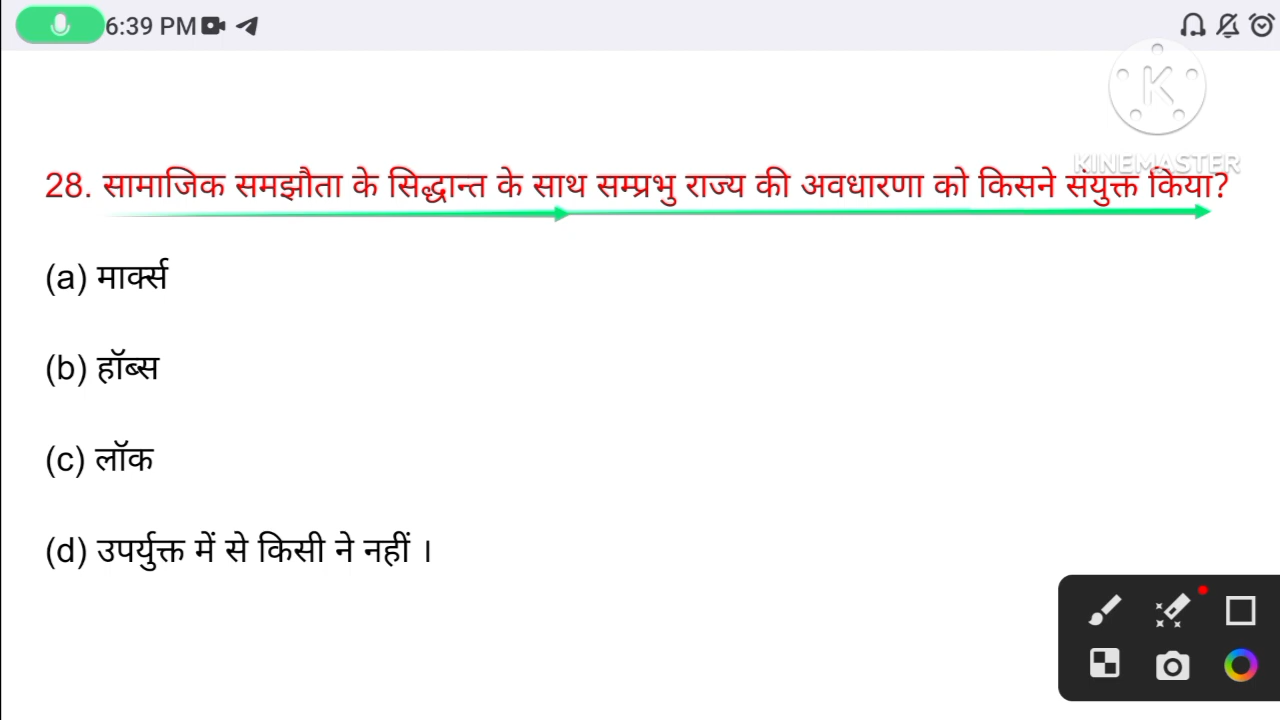 6:39 PM
K
KINEMASTER
28. सामाजिक समझौता के सिद्धान्त के साथ सम्प्रभु राज्य की अवधारणा को किसने संयुक्त किया?
(a) मार्क्स
(b) हॉब्स
(c) लॉक
(d) उपर्युक्त में से किसी ने नहीं ।